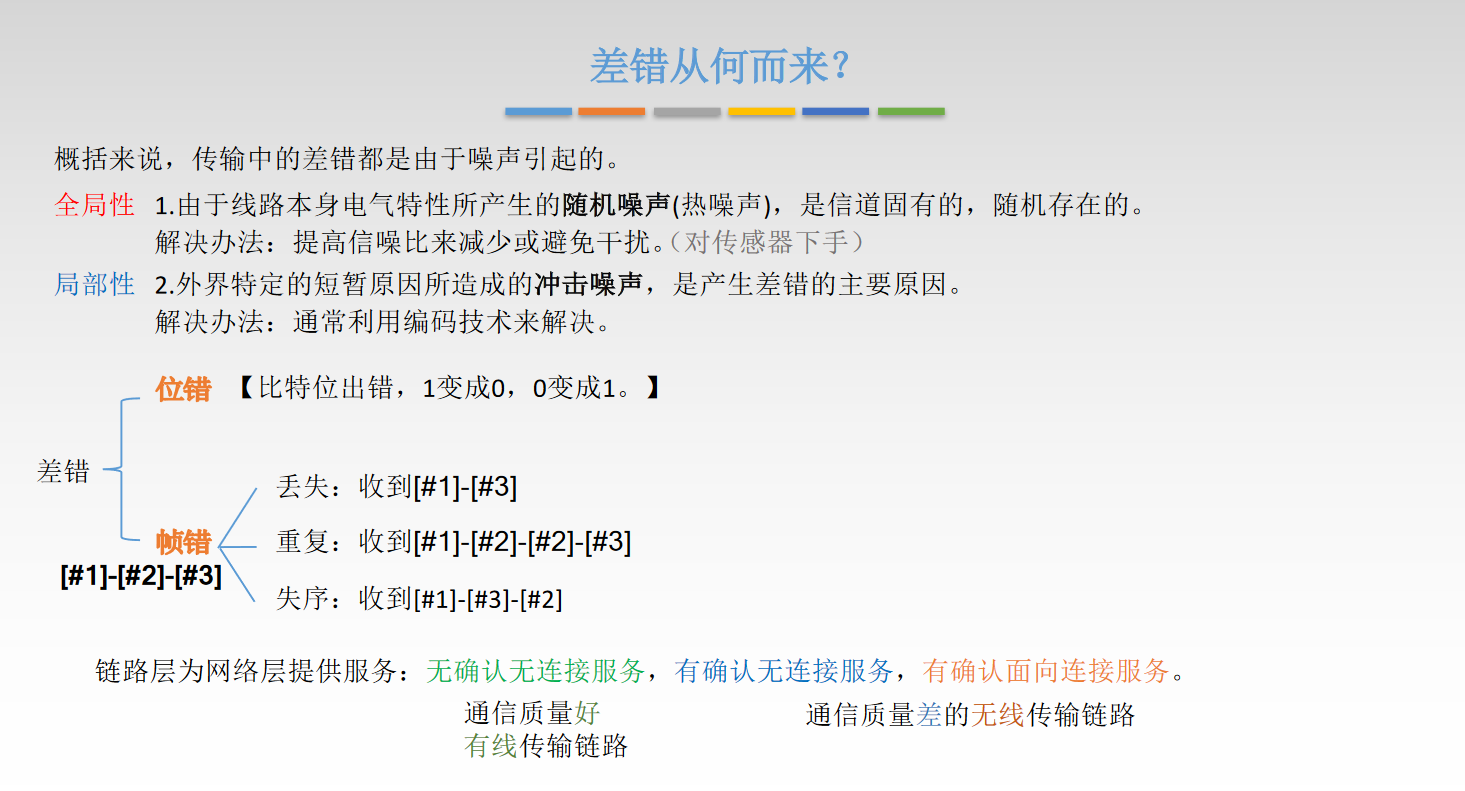 差错从何而来？
概括来说，传输中的差错都是由于噪声引起的。
全局性 1.由于线路本身电气特性所产生的随机噪声(热噪声)，是信道固有的，随机存在的。
解决办法：提高信噪比来减少或避免干扰。（对传感器下手）
局部性 2.外界特定的短暂原因所造成的冲击噪声，是产生差错的主要原因。
解决办法：通常利用编码技术来解决。
位错 【比特位出错，1变成0，0变成1。】
差错
丢失：收到[#1]-[#3]
帧错
重复：收到[#1]-[#2]-[#2]-[#3]
[#1]-[#2]-[#3]
失序：收到[#1]-[#3]-[#2]
链路层为网络层提供服务：无确认无连接服务，有确认无连接服务，有确认面向连接服务。
通信质量好
有线传输链路
通信质量差的无线传输链路